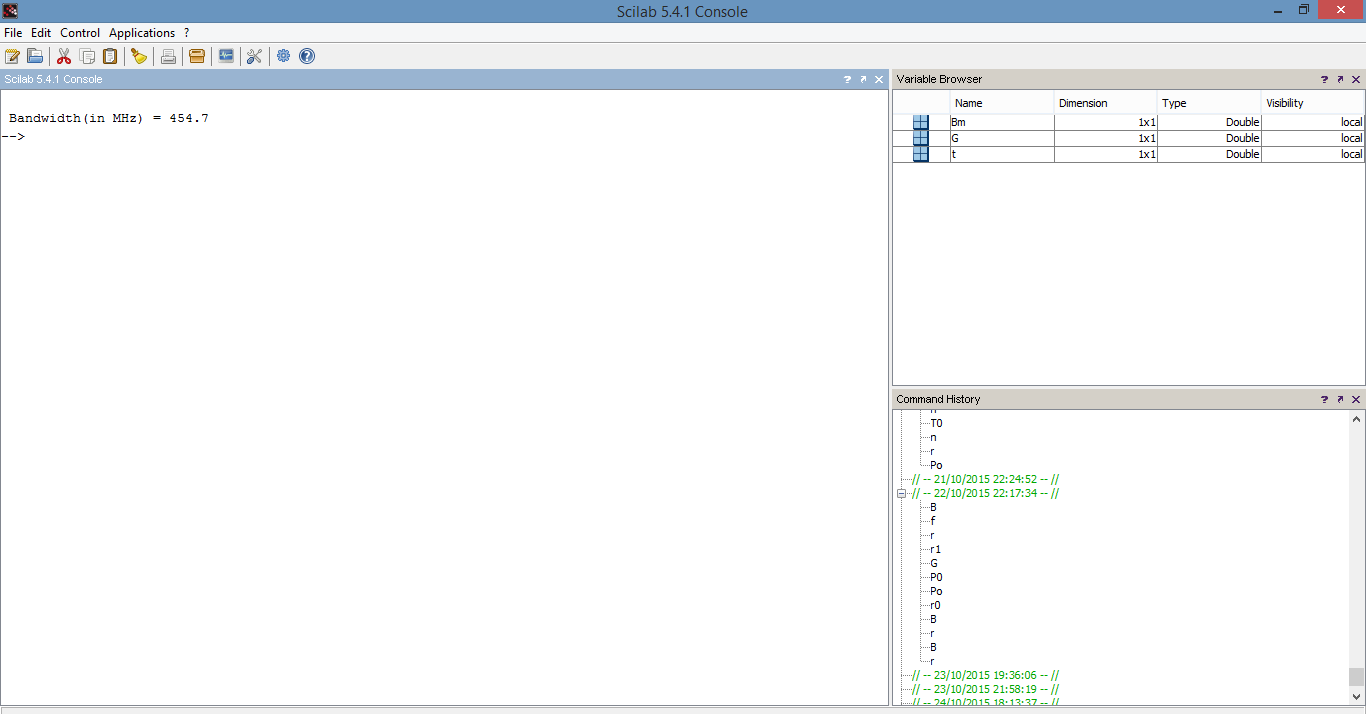 Scilab 5.4.1 Console
File Edit Control Applications ?
Scilab 5.4.1 Console
Bandwidth(in MHz) = 454.7
-->
Variable Browser
Name Dimension Type Visibility
Bm 1x1 Double local
G 1x1 Double local
t 1x1 Double local
Command History
T0
n
r
Po
// -- 21/10/2015 22:24:52 -- //
// -- 22/10/2015 22:17:34 -- //
B
f
r
r1
G
P0
Po
r0
B
r
B
r
// -- 23/10/2015 19:36:06 -- //
// -- 23/10/2015 21:58:19 -- //
// -- 24/10/2015 18:13:37 -- //